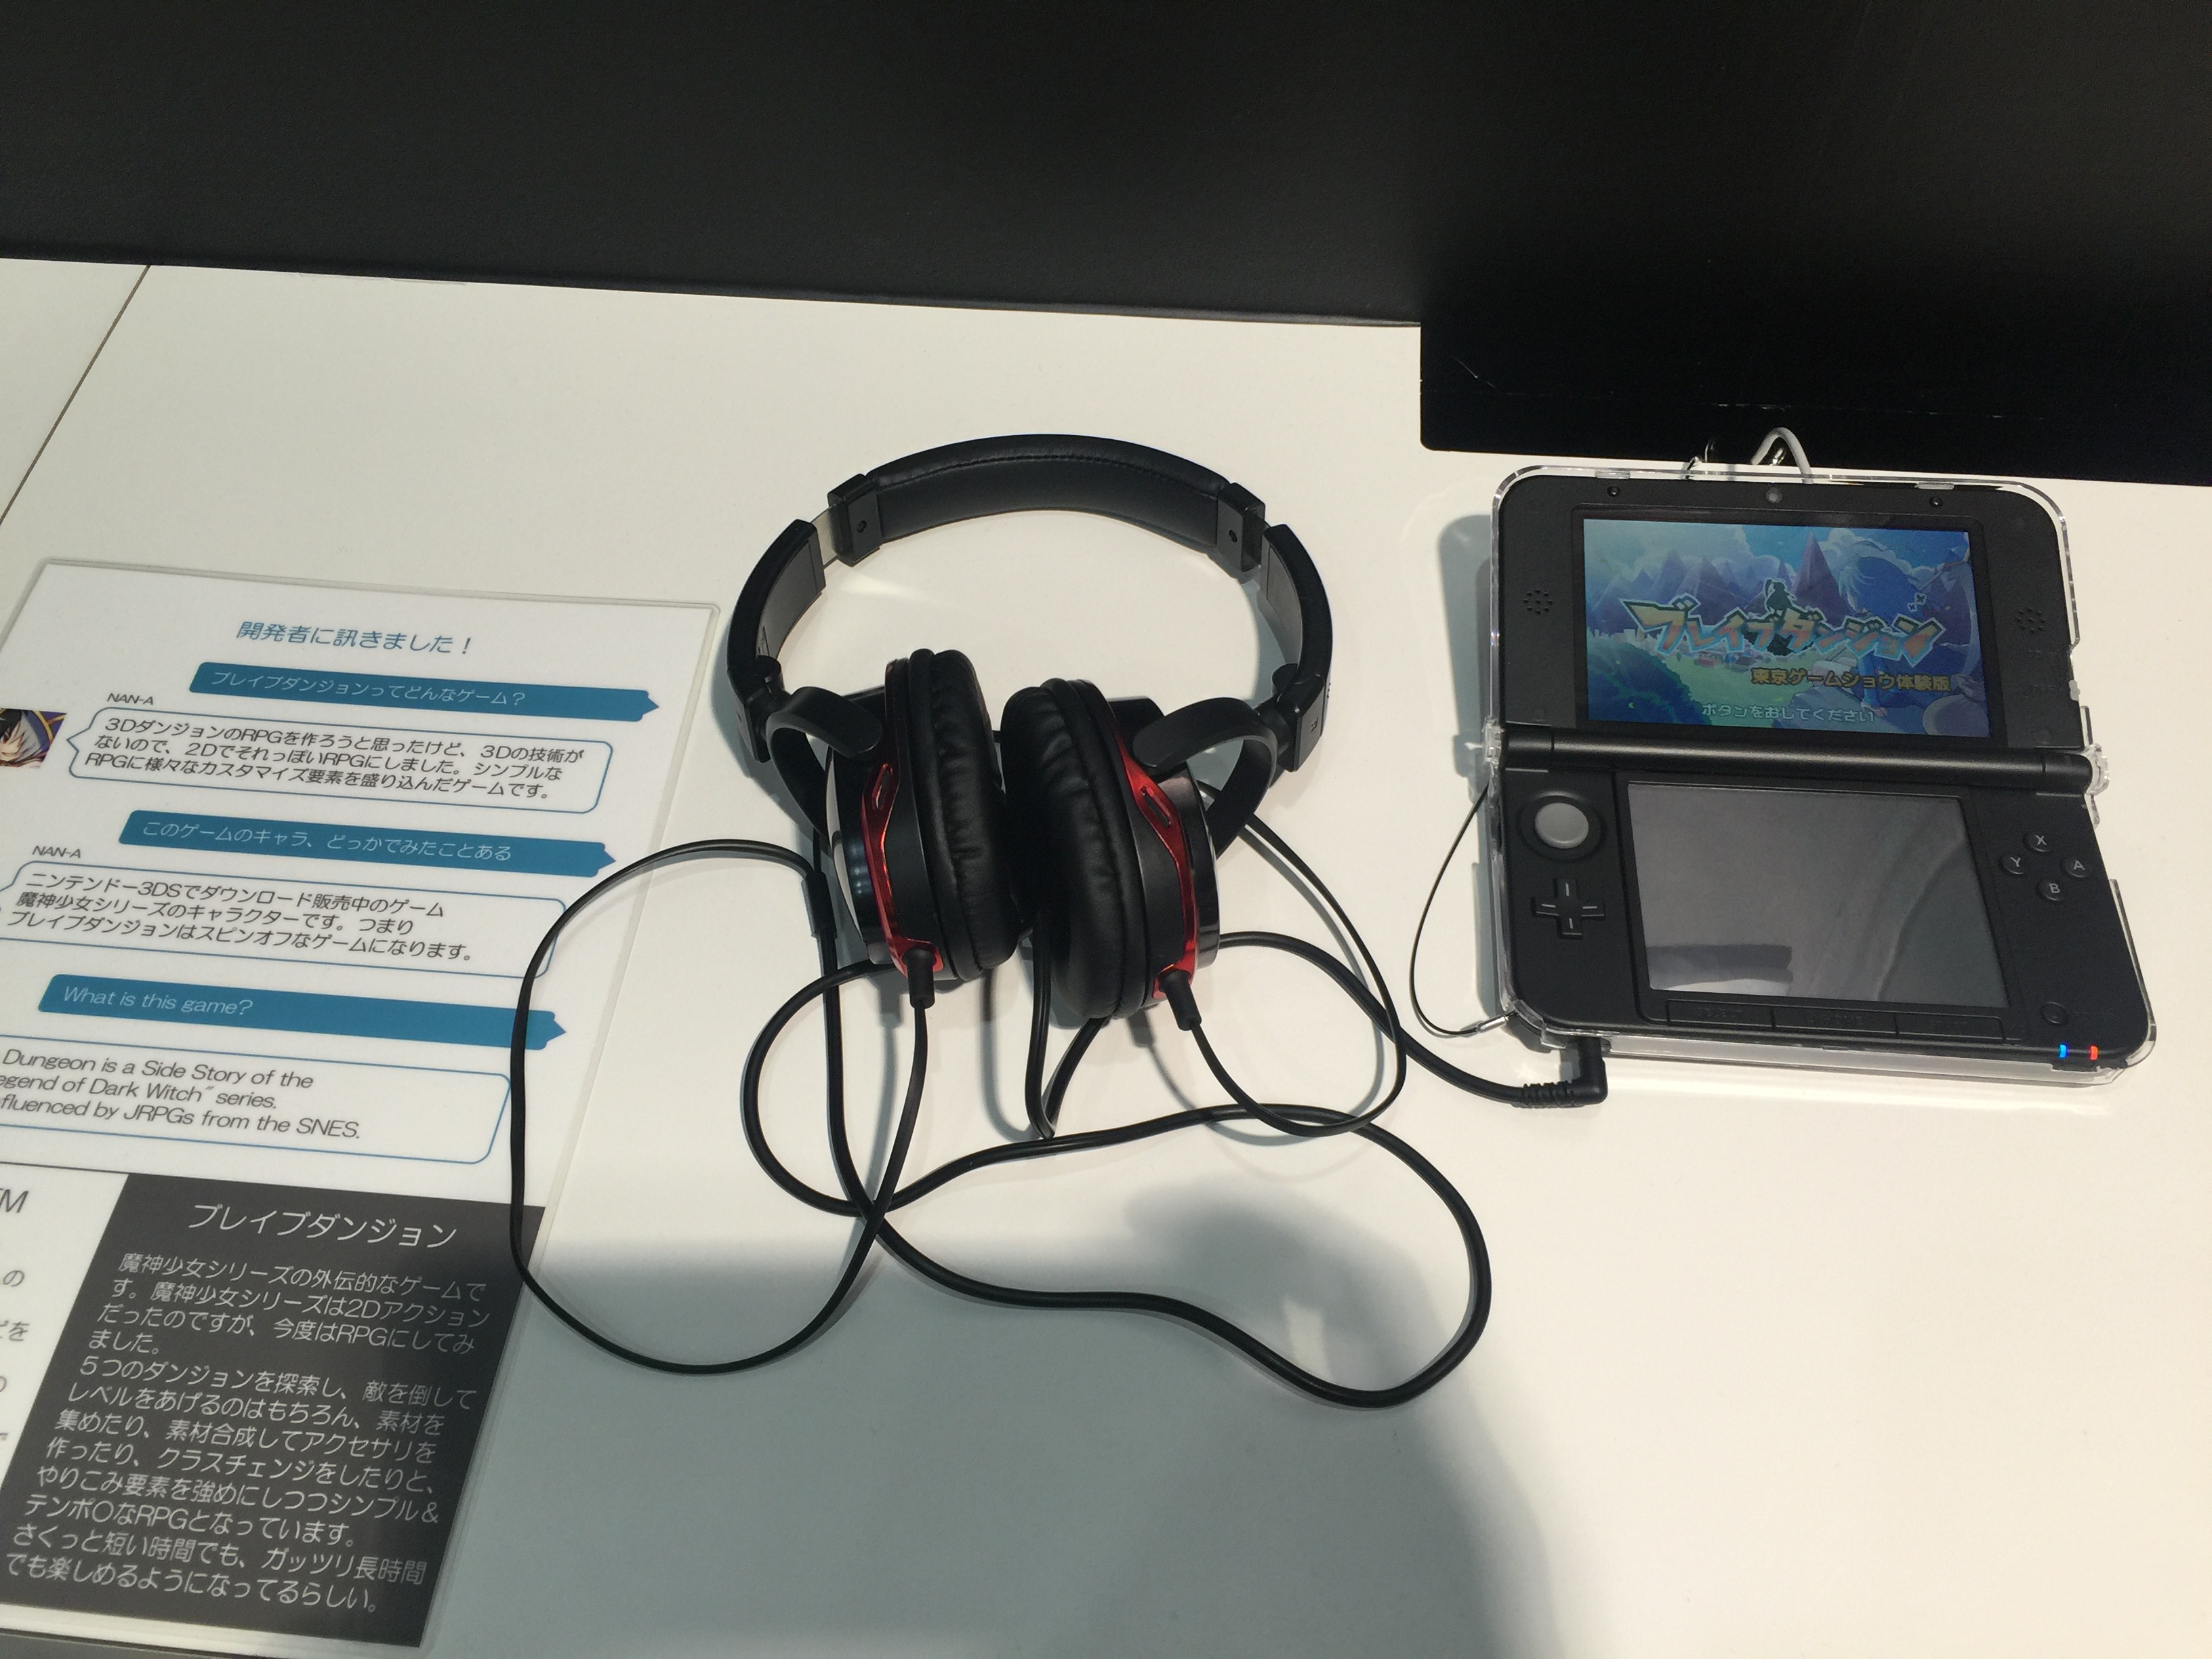 開発者に訊きました！
ブレイブダンジョンってどんなゲーム？
NAN-A
３DダンジョンのRPGを作ろうと思ったけど、３Dの技術が
ないので、２DでそれっぽいRPGにしました。シンプルな
RPGに様々なカスタマイズ要素を盛り込んだゲームです。
このゲームのキャラ、どっかでみたことある
NAN-A
ニンテンドー3DSでダウンロード販売中のゲーム
魔神少女シリーズのキャラクターです。つまり
ブレイブダンジョンはスピンオフなゲームになります。
What is this game?
Dungeon is a Side Story of the
egend of Dark Witch" series.
fluenced by JRPGs from the SNES.
TM
の
を
ブレイブダンジョン
魔神少女シリーズの外伝的なゲームで
す。魔神少女シリーズは2Dアクション
だったのですが、今度はRPGにしてみ
ました。
５つのダンジョンを探索し、敵を倒して
レベルをあげるのはもちろん、素材を
集めたり、素材合成してアクセサリを
作ったり、クラスチェンジをしたりと、
やりこみ要素を強めにしつつシンプル＆
テンポ〇なRPGとなっています。
さくっと短い時間でも、ガッツリ長時間
でも楽しめるようになってるらしい。
ブレイブダンジョン
東京ゲームショウ体験版
ボタンをおしてください
X
Y
A
B